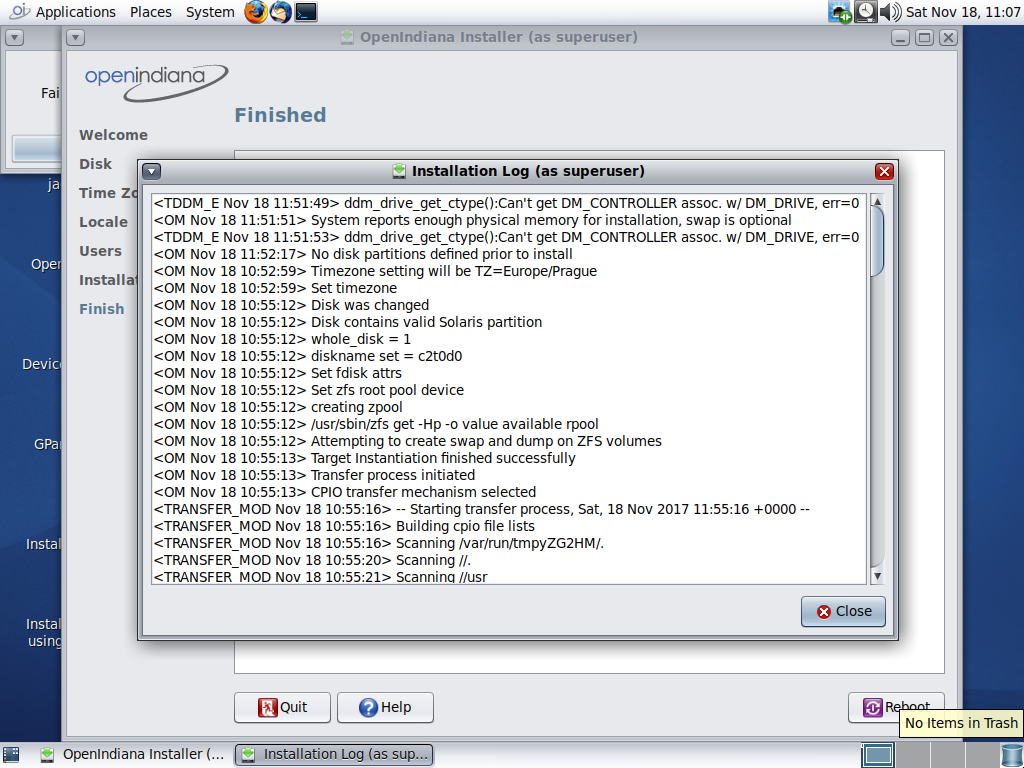 Applications Places System Sat Nov 18, 11:07
OpenIndiana Installer (as superuser)
Fai
openindiana
Finished
Welcome
Disk
Time Zo
Locale
Users
Installat
Finish
ja
Oper
Device
GPar
Instal
Instal
using
Installation Log (as superuser)
<TDDM_E Nov 18 11:51:49> ddm_drive_get_ctype():Can't get DM_CONTROLLER assoc. w/ DM_DRIVE, err=0
<OM Nov 18 11:51:51> System reports enough physical memory for installation, swap is optional
<TDDM_E Nov 18 11:51:53> ddm_drive_get_ctype():Can't get DM_CONTROLLER assoc. w/ DM_DRIVE, err=0
<OM Nov 18 11:52:17> No disk partitions defined prior to install
<OM Nov 18 10:52:59> Timezone setting will be TZ=Europe/Prague
<OM Nov 18 10:52:59> Set timezone
<OM Nov 18 10:55:12> Disk was changed
<OM Nov 18 10:55:12> Disk contains valid Solaris partition
<OM Nov 18 10:55:12> whole_disk = 1
<OM Nov 18 10:55:12> diskname set = c2t0d0
<OM Nov 18 10:55:12> Set fdisk attrs
<OM Nov 18 10:55:12> Set zfs root pool device
<OM Nov 18 10:55:12> creating zpool
<OM Nov 18 10:55:12> /usr/sbin/zfs get -Hp -o value available rpool
<OM Nov 18 10:55:12> Attempting to create swap and dump on ZFS volumes
<OM Nov 18 10:55:13> Target Instantiation finished successfully
<OM Nov 18 10:55:13> Transfer process initiated
<OM Nov 18 10:55:13> CPIO transfer mechanism selected
<TRANSFER_MOD Nov 18 10:55:16> -- Starting transfer process, Sat, 18 Nov 2017 11:55:16 +0000 --
<TRANSFER_MOD Nov 18 10:55:16> Building cpio file lists
<TRANSFER_MOD Nov 18 10:55:16> Scanning /var/run/tmpyZG2HM/.
<TRANSFER_MOD Nov 18 10:55:20> Scanning //.
<TRANSFER_MOD Nov 18 10:55:21> Scanning //usr
Close
Quit Help Reboot
No Items in Trash
OpenIndiana Installer (... Installation Log (as sup...